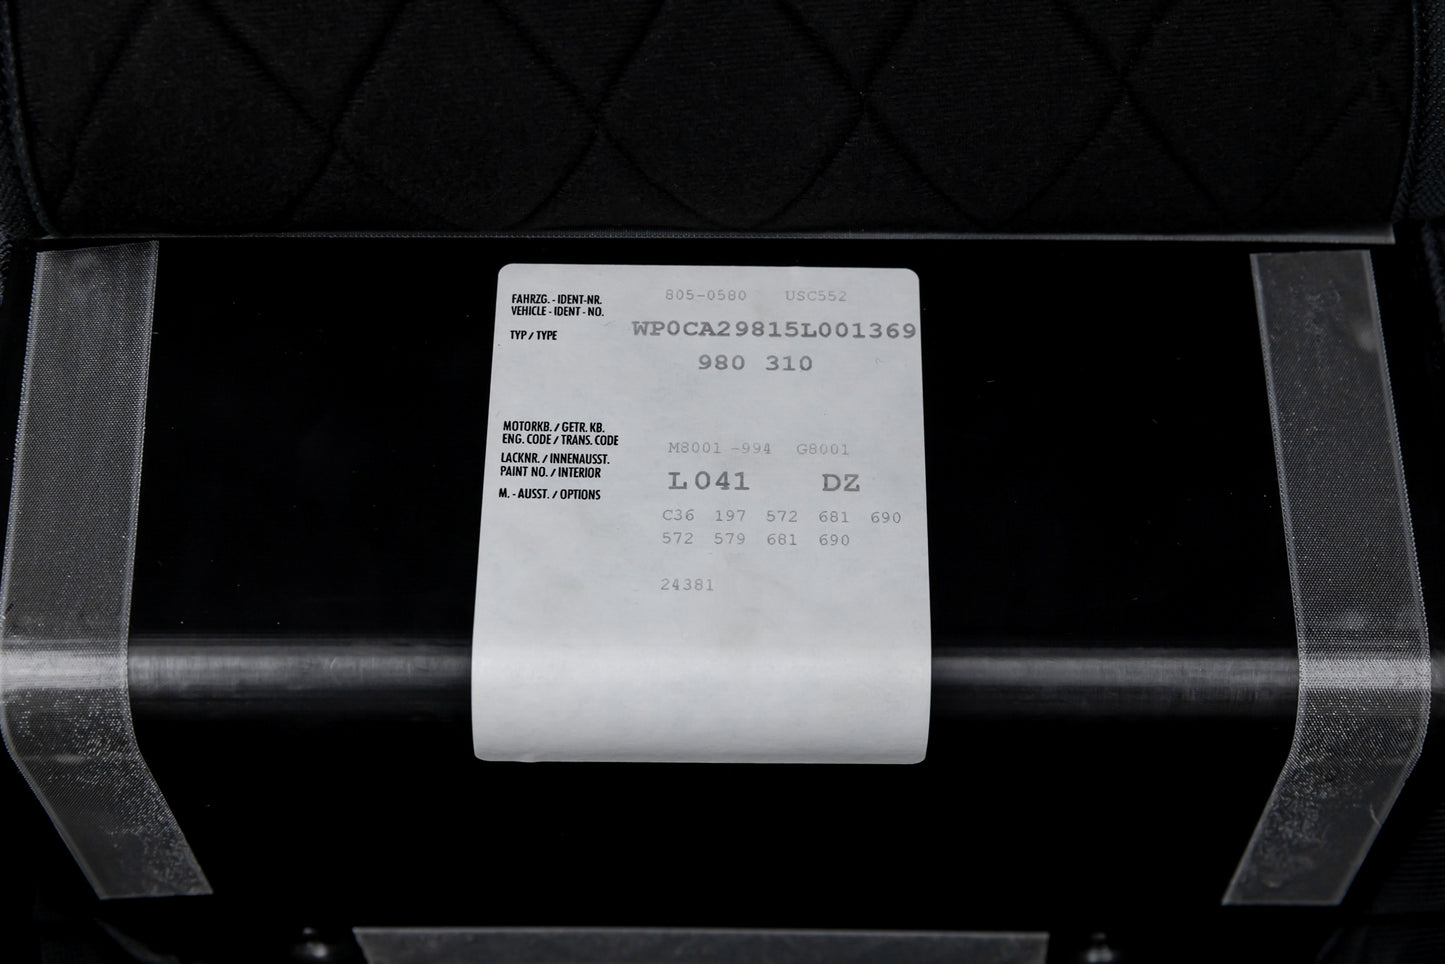 805-0580 USC552
FAHRZG. - IDENT-NR.
VEHICLE - IDENT - NO.
WP0CA29815L001369
TYP / TYPE
980 310
MOTORKB. / GETR. KB.
ENG. CODE / TRANS. CODE
M8001 -994 G8001
LACKNR. / INNENAUSST.
PAINT NO. / INTERIOR
L041 DZ
M. - AUSST. / OPTIONS
C36 197 572 681 690
572 579 681 690
24381